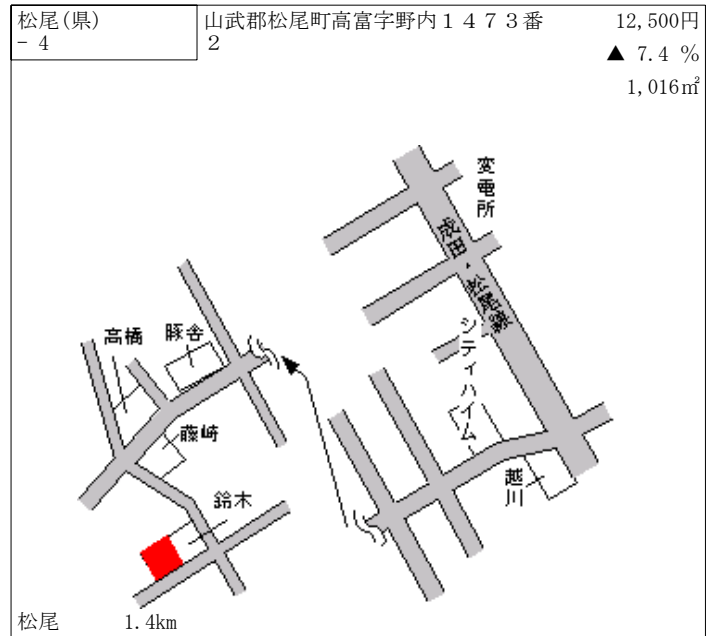 松尾(県)
- 4
山武郡松尾町高富字野内１４７３番
２
12,500円
▲ 7.4 %
1,016㎡
変電所
成田・松尾線
シティハイム
越川
高橋
豚舎
藤崎
鈴木
松尾 1.4km